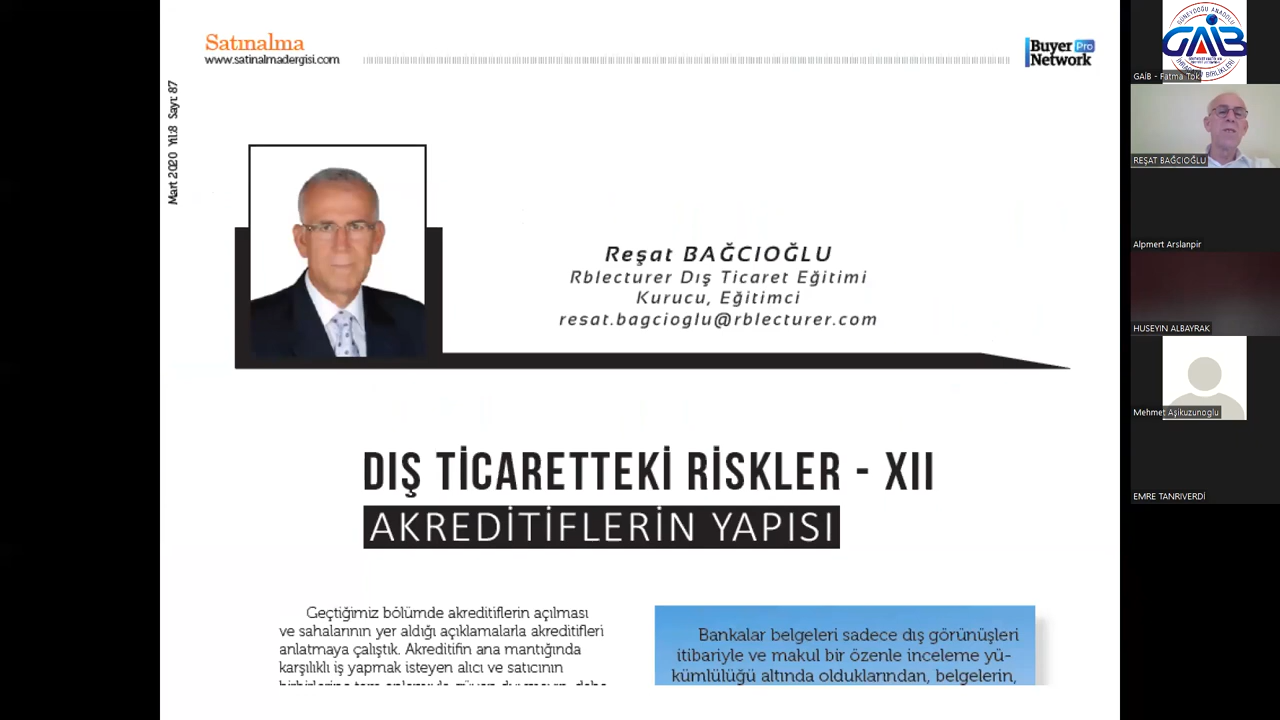 Satınalma
www.satinalmadergisi.com
Buyer Pro
Network
Mart 2020 Yıl:8 Sayı: 87
Reşat BAĞCIOĞLU
Rblecturer Dış Ticaret Eğitimi
Kurucu, Eğitimci
resat.bagcioglu@rblecturer.com
DIŞ TİCARETTEKİ RİSKLER - XII
AKREDİTİFLERİN YAPISI
Geçtiğimiz bölümde akreditiflerin açılması
ve sahalarının yer aldığı açıklamalarla akreditifleri
anlatmaya çalıştık. Akreditifin ana mantığında
karşılıklı iş yapmak isteyen alıcı ve satıcının
Bankalar belgeleri sadece dış görünüşleri
itibariyle ve makul bir özenle inceleme yü-
kümlülüğü altında olduklarından, belgelerin,
GÜNEYDOĞU ANADOLU
GAİB
GAİB - Fatma Tok
REŞAT BAĞCIOĞLU
Alpmert Arslanpir
HUSEYIN ALBAYRAK
Mehmet Aşıkuzunoglu
EMRE TANRIVERDİ